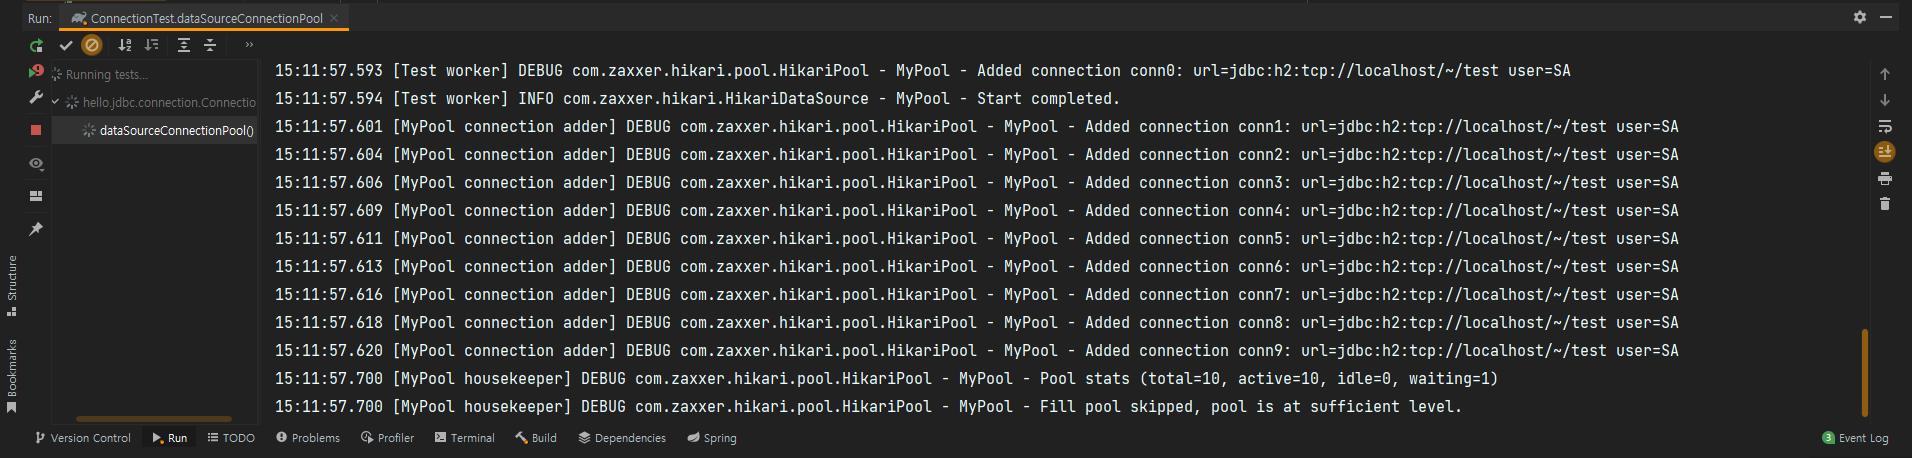 Run: ConnectionTest.dataSourceConnectionPool
Running tests...
hello.jdbc.connection.Connectio
dataSourceConnectionPool()
15:11:57.593 [Test worker] DEBUG com.zaxxer.hikari.pool.HikariPool - MyPool - Added connection conn0: url=jdbc:h2:tcp://localhost/~/test user=SA
15:11:57.594 [Test worker] INFO com.zaxxer.hikari.HikariDataSource - MyPool - Start completed.
15:11:57.601 [MyPool connection adder] DEBUG com.zaxxer.hikari.pool.HikariPool - MyPool - Added connection conn1: url=jdbc:h2:tcp://localhost/~/test user=SA
15:11:57.604 [MyPool connection adder] DEBUG com.zaxxer.hikari.pool.HikariPool - MyPool - Added connection conn2: url=jdbc:h2:tcp://localhost/~/test user=SA
15:11:57.606 [MyPool connection adder] DEBUG com.zaxxer.hikari.pool.HikariPool - MyPool - Added connection conn3: url=jdbc:h2:tcp://localhost/~/test user=SA
15:11:57.609 [MyPool connection adder] DEBUG com.zaxxer.hikari.pool.HikariPool - MyPool - Added connection conn4: url=jdbc:h2:tcp://localhost/~/test user=SA
15:11:57.611 [MyPool connection adder] DEBUG com.zaxxer.hikari.pool.HikariPool - MyPool - Added connection conn5: url=jdbc:h2:tcp://localhost/~/test user=SA
15:11:57.613 [MyPool connection adder] DEBUG com.zaxxer.hikari.pool.HikariPool - MyPool - Added connection conn6: url=jdbc:h2:tcp://localhost/~/test user=SA
15:11:57.616 [MyPool connection adder] DEBUG com.zaxxer.hikari.pool.HikariPool - MyPool - Added connection conn7: url=jdbc:h2:tcp://localhost/~/test user=SA
15:11:57.618 [MyPool connection adder] DEBUG com.zaxxer.hikari.pool.HikariPool - MyPool - Added connection conn8: url=jdbc:h2:tcp://localhost/~/test user=SA
15:11:57.620 [MyPool connection adder] DEBUG com.zaxxer.hikari.pool.HikariPool - MyPool - Added connection conn9: url=jdbc:h2:tcp://localhost/~/test user=SA
15:11:57.700 [MyPool housekeeper] DEBUG com.zaxxer.hikari.pool.HikariPool - MyPool - Pool stats (total=10, active=10, idle=0, waiting=1)
15:11:57.700 [MyPool housekeeper] DEBUG com.zaxxer.hikari.pool.HikariPool - MyPool - Fill pool skipped, pool is at sufficient level.
Structure
Bookmarks
Version Control Run TODO Problems Profiler Terminal Build Dependencies Spring 3 Event Log